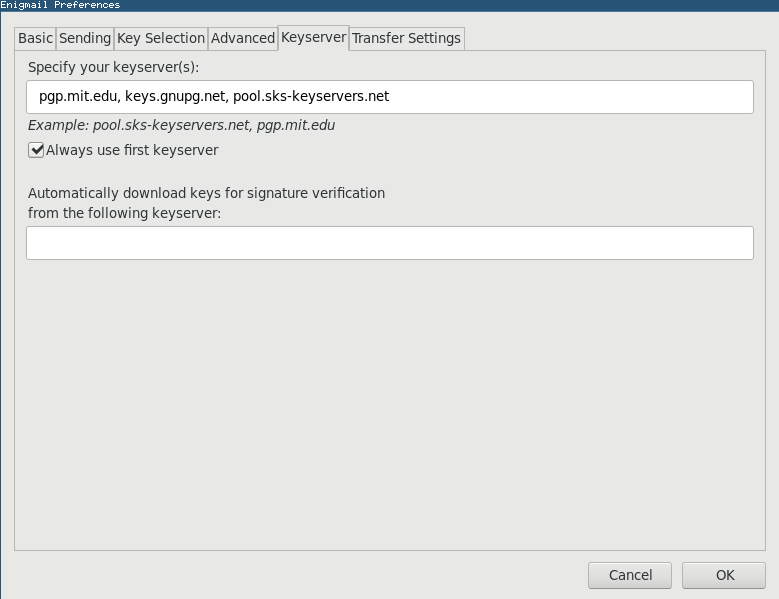 Enigmail Preferences
Basic Sending Key Selection Advanced Keyserver Transfer Settings
Specify your keyserver(s):
pgp.mit.edu, keys.gnupg.net, pool.sks-keyservers.net
Example: pool.sks-keyservers.net, pgp.mit.edu
Always use first keyserver
Automatically download keys for signature verification
from the following keyserver:
Cancel OK